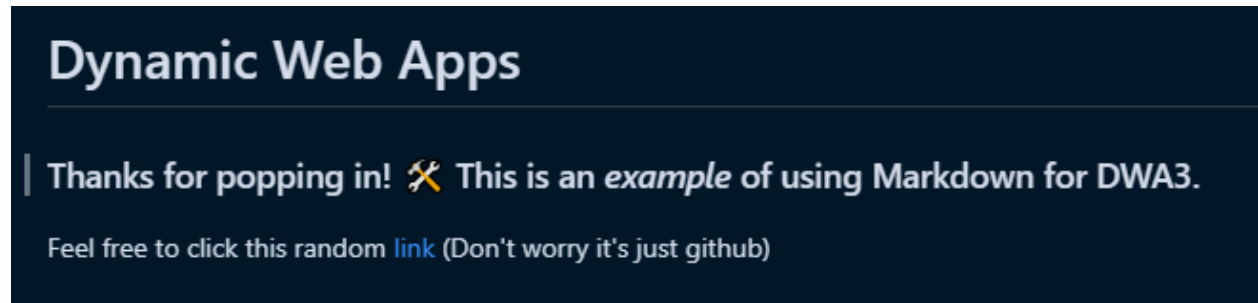 Dynamic Web Apps
Thanks for popping in! 🛠 This is an example of using Markdown for DWA3.
Feel free to click this random link (Don't worry it's just github)